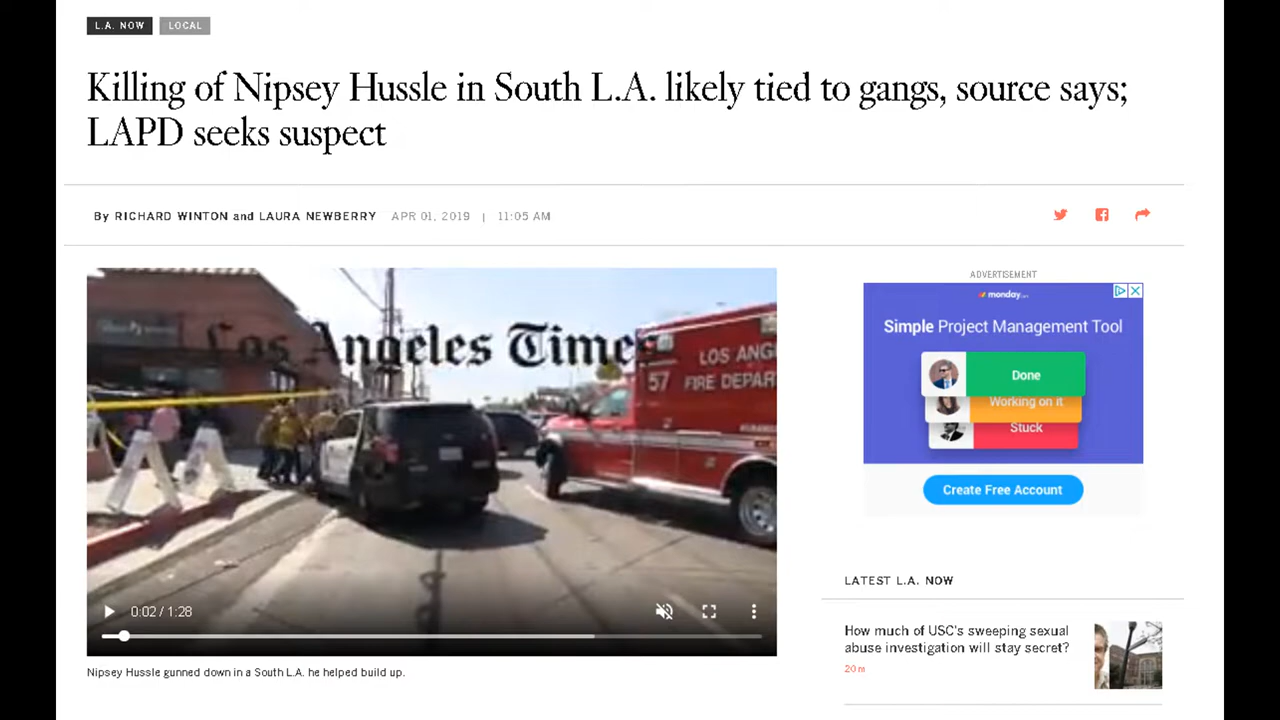 L.A. NOW LOCAL
Killing of Nipsey Hussle in South L.A. likely tied to gangs, source says;
LAPD seeks suspect
By RICHARD WINTON and LAURA NEWBERRY APR 01, 2019 | 11:05 AM
ADVERTISEMENT
monday.com
Simple Project Management Tool
Los Angeles Times
LOS ANG
57 FIRE DEPAR
Done
Working on it
Stuck
Create Free Account
0:02 / 1:28
Nipsey Hussle gunned down in a South L.A. he helped build up.
LATEST L.A. NOW
How much of USC's sweeping sexual
abuse investigation will stay secret?
20m